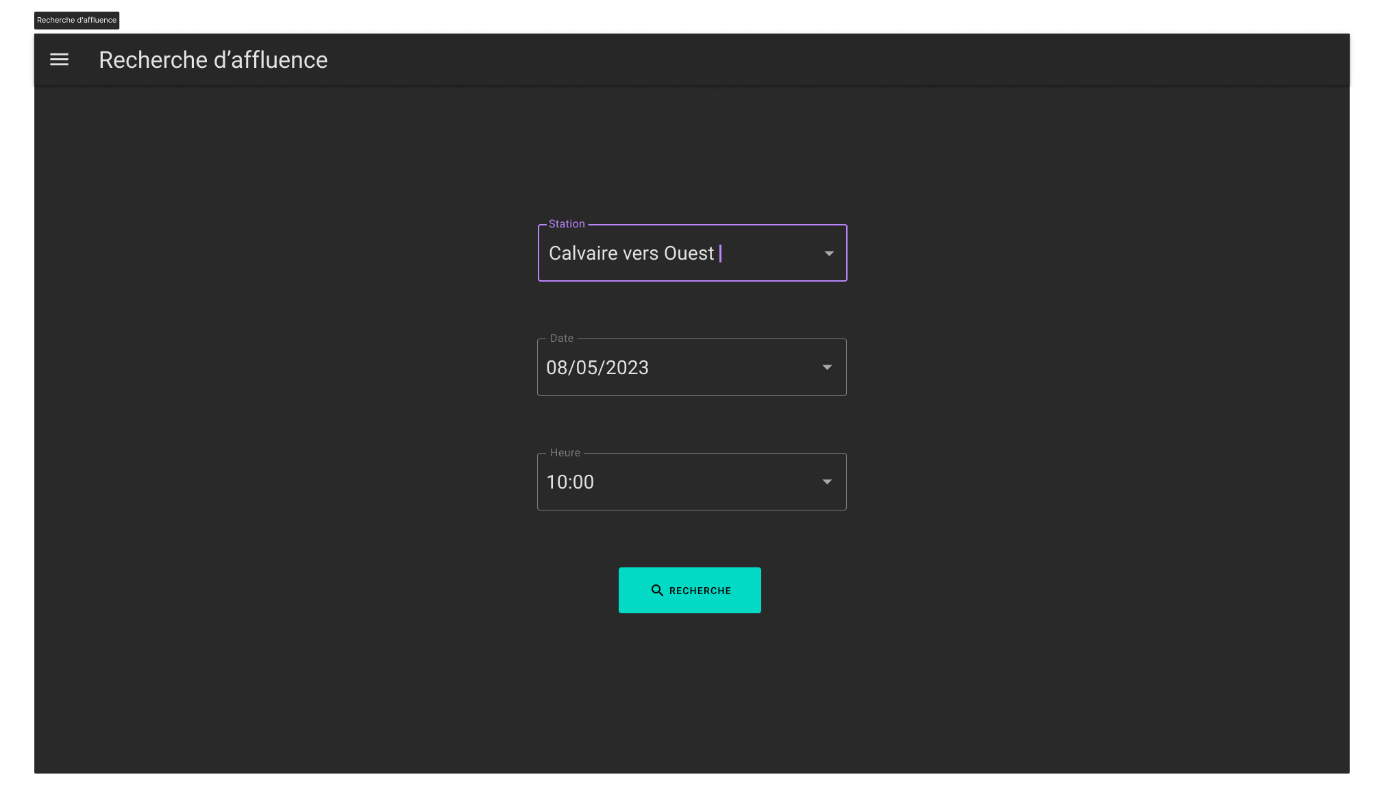 Recherche d'affluence
Recherche d’affluence
Station
Calvaire vers Ouest
Date
08/05/2023
Heure
10:00
RECHERCHE